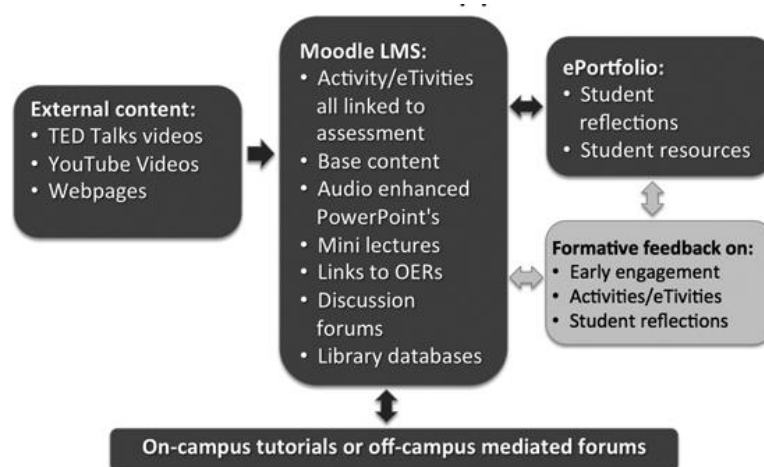 External content:
• TED Talks videos
• YouTube Videos
• Webpages
Moodle LMS:
• Activity/eTivities
all linked to
assessment
• Base content
• Audio enhanced
PowerPoint's
• Mini lectures
• Links to OERs
• Discussion
forums
• Library databases
ePortfolio:
• Student
reflections
• Student resources
Formative feedback on:
• Early engagement
• Activities/eTivities
• Student reflections
On-campus tutorials or off-campus mediated forums